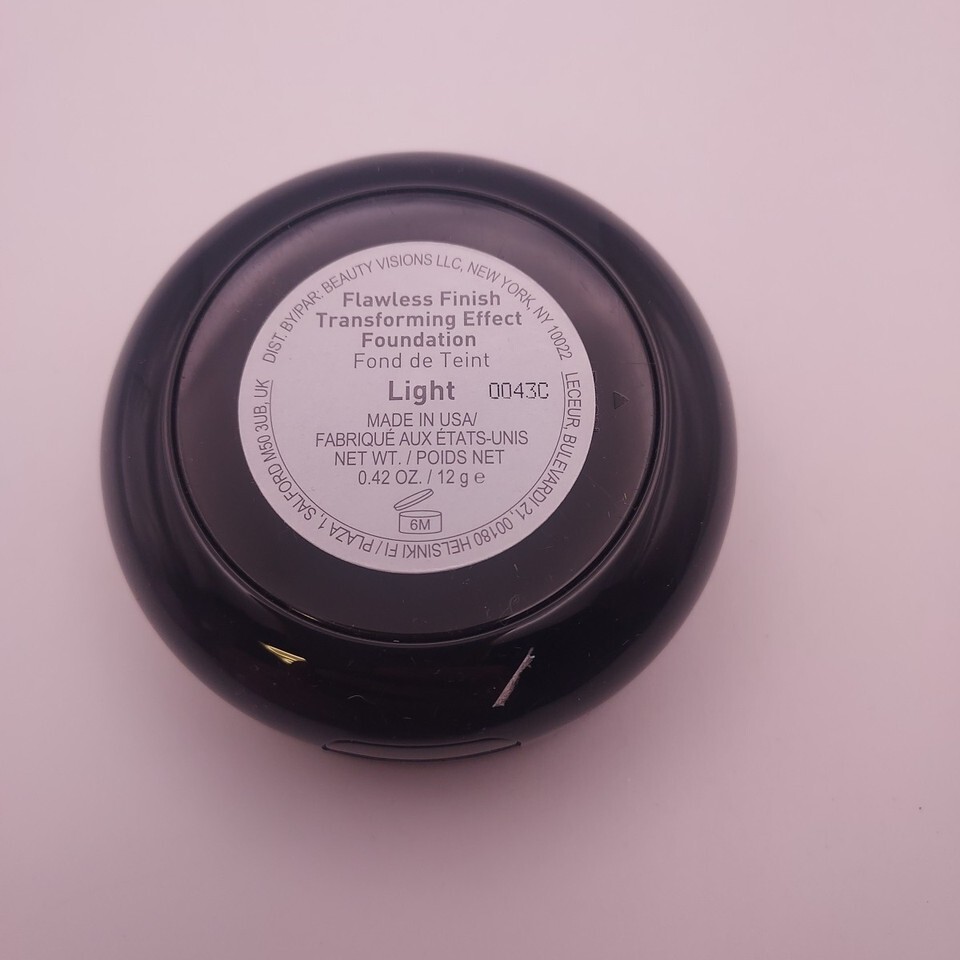 DIST. BY/PAR: BEAUTY VISIONS LLC, NEW YORK, NY 10022
LECEUR, BULEVARDI 21, 00180 HELSINKI FI / PLAZA 1, SALFORD M50 3UB, UK
Flawless Finish
Transforming Effect
Foundation
Fond de Teint
Light 0043C
MADE IN USA/
FABRIQUÉ AUX ÉTATS-UNIS
NET WT. / POIDS NET
0.42 OZ. / 12 g e
6M